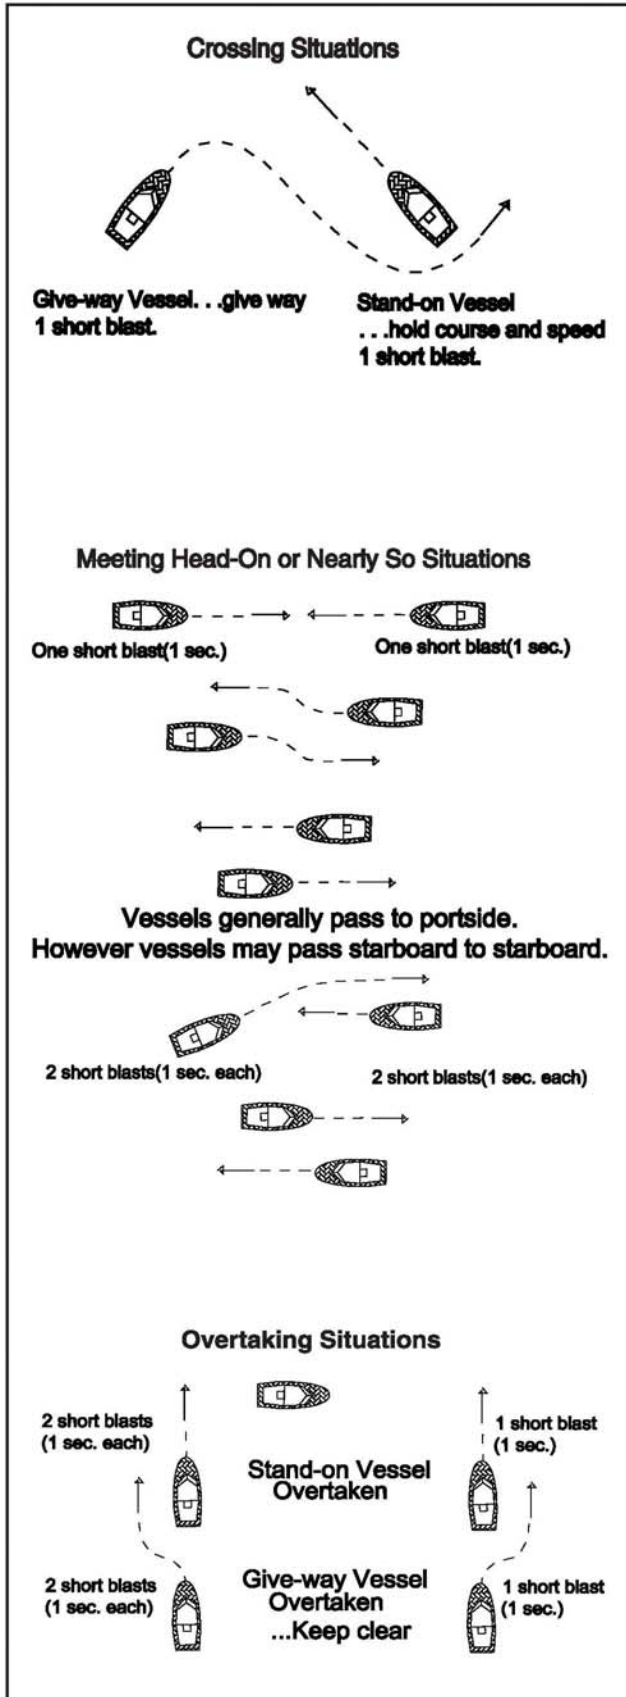 Crossing Situations
Give-way Vessel. . .give way
1 short blast.
Stand-on Vessel
. . .hold course and speed
1 short blast.
Meeting Head-On or Nearly So Situations
One short blast(1 sec.)
One short blast(1 sec.)
Vessels generally pass to portside.
However vessels may pass starboard to starboard.
2 short blasts(1 sec. each)
2 short blasts(1 sec. each)
Overtaking Situations
2 short blasts
(1 sec. each)
1 short blast
(1 sec.)
Stand-on Vessel
Overtaken
2 short blasts
(1 sec. each)
Give-way Vessel
Overtaken
...Keep clear
1 short blast
(1 sec.)